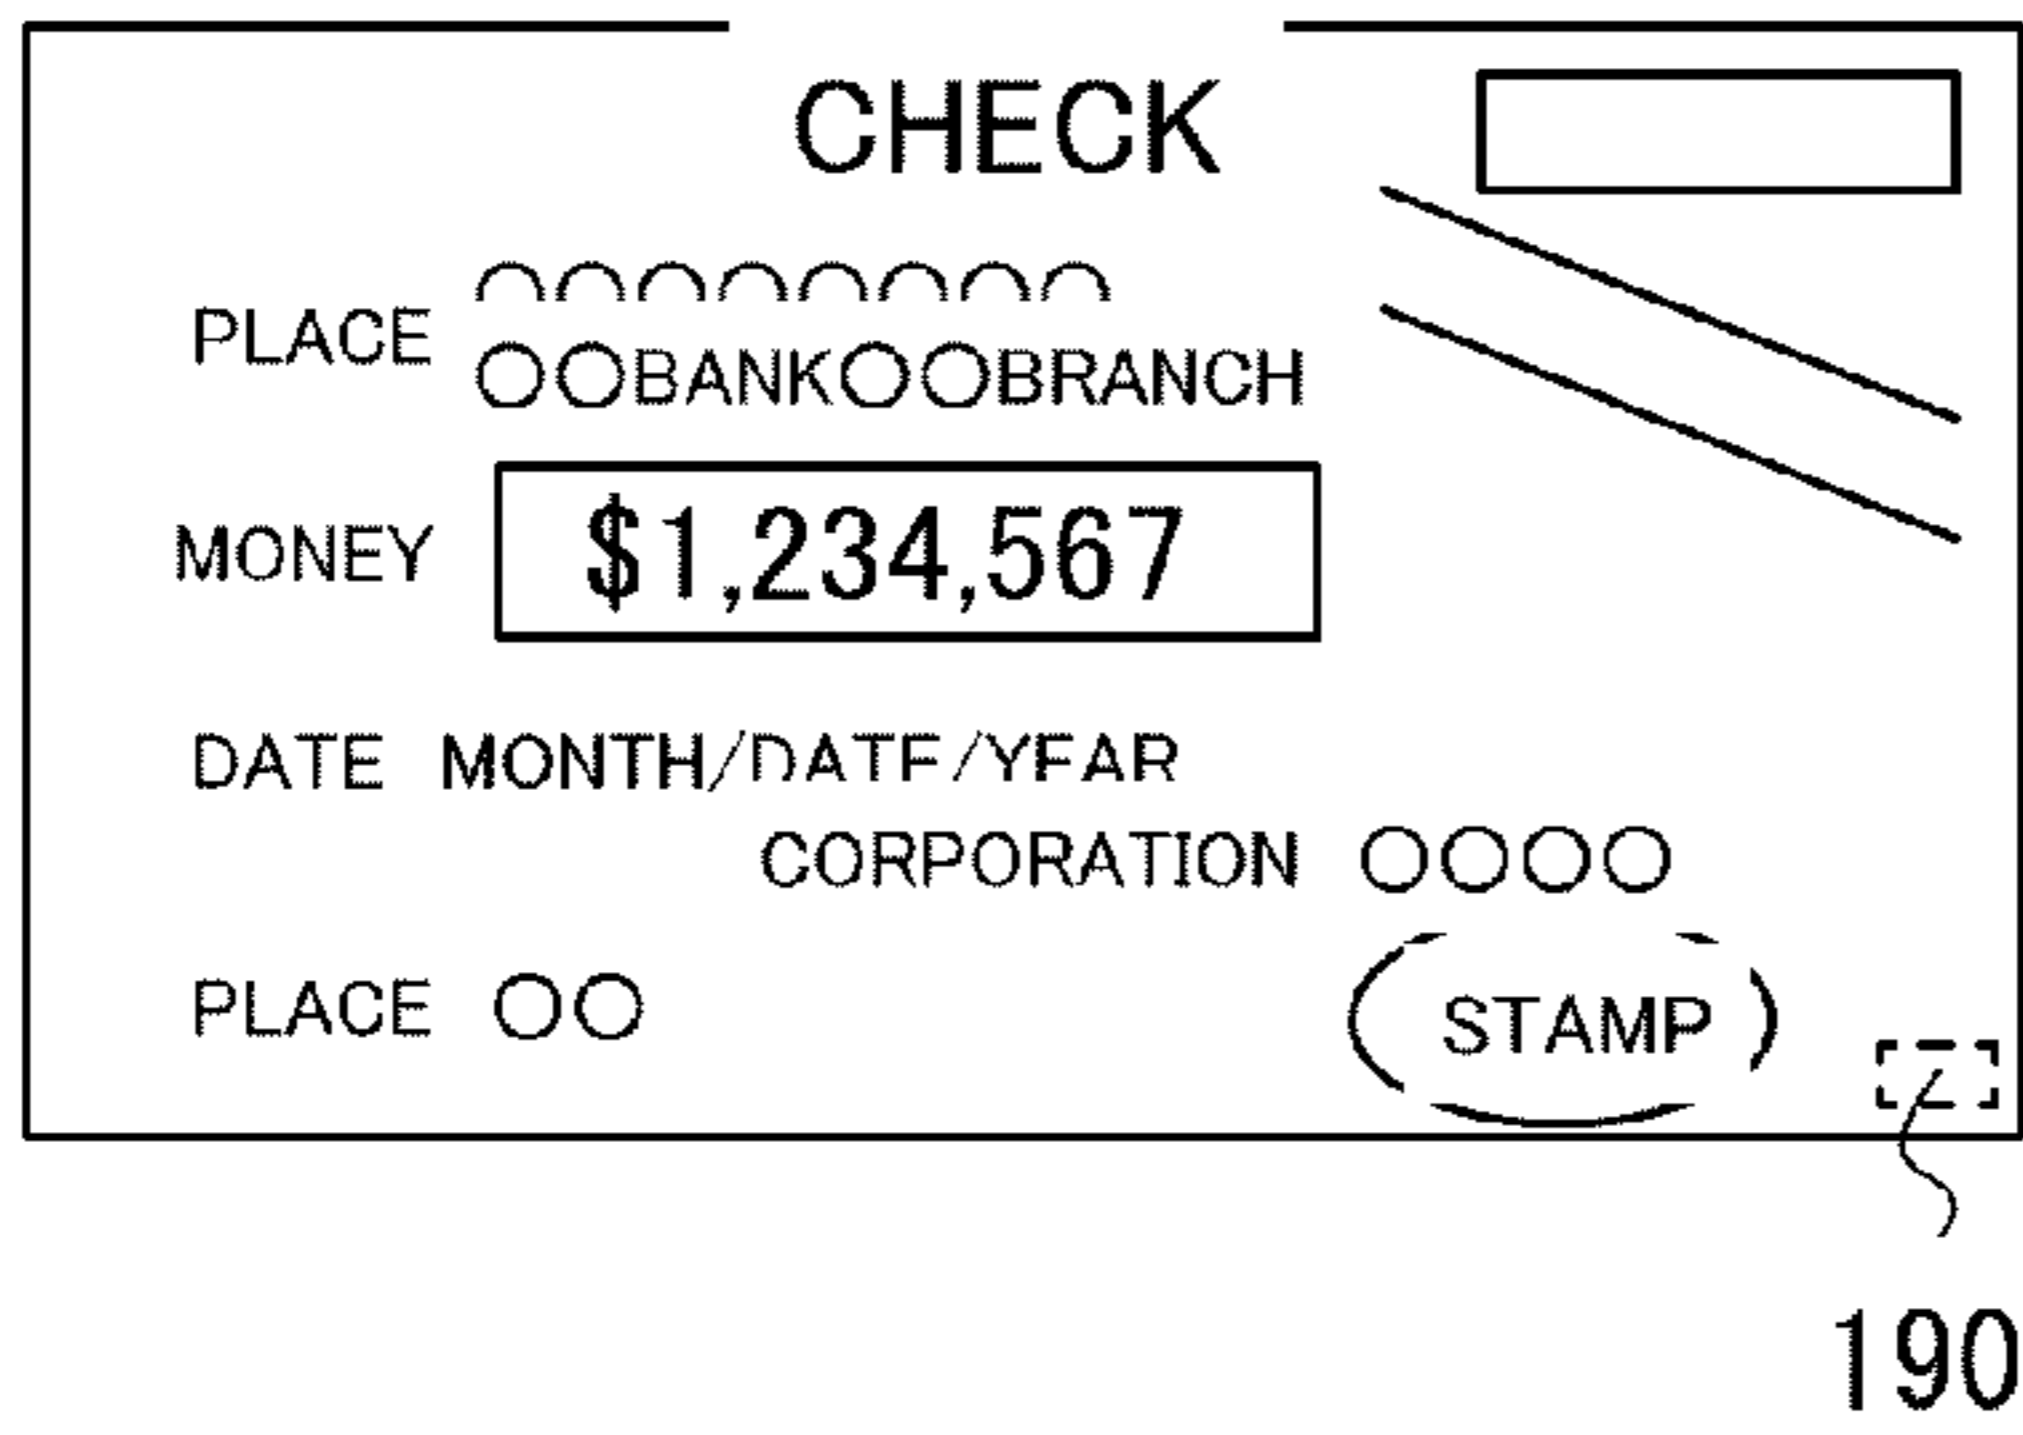 CHECK
PLACE ○○○○○○○○
○○BANK○○BRANCH
MONEY $1,234,567
DATE MONTH/DATE/YEAR
CORPORATION ○○○○
PLACE ○○
STAMP
190